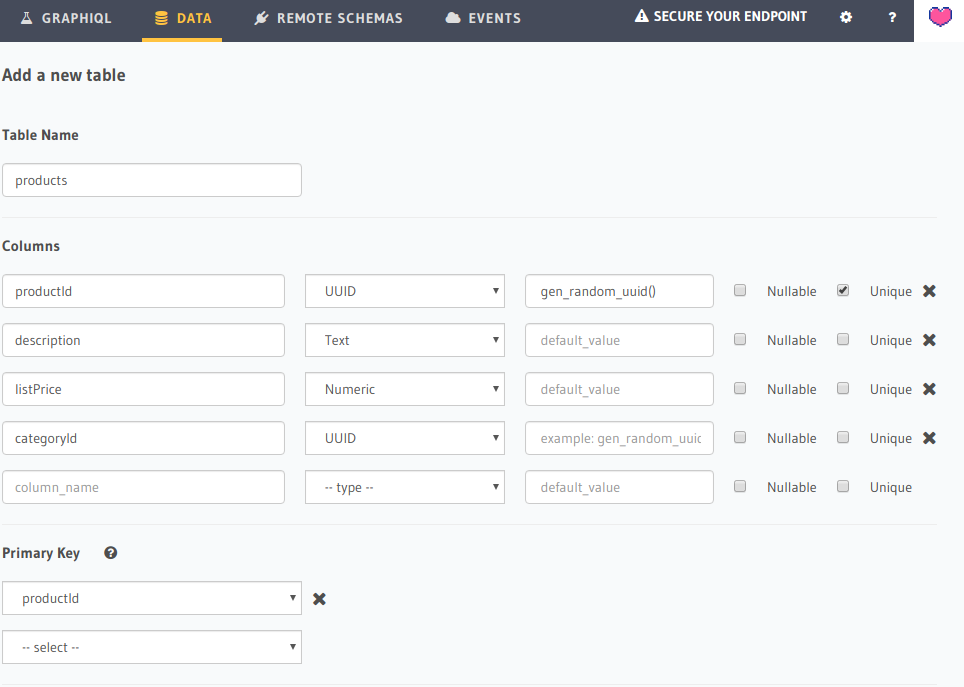 GRAPHIQL DATA REMOTE SCHEMAS EVENTS SECURE YOUR ENDPOINT ?
Add a new table
Table Name
products
Columns
productId UUID gen_random_uuid() Nullable Unique
description Text default_value Nullable Unique
listPrice Numeric default_value Nullable Unique
categoryId UUID example: gen_random_uuid Nullable Unique
column_name -- type -- default_value Nullable Unique
Primary Key ?
productId
-- select --